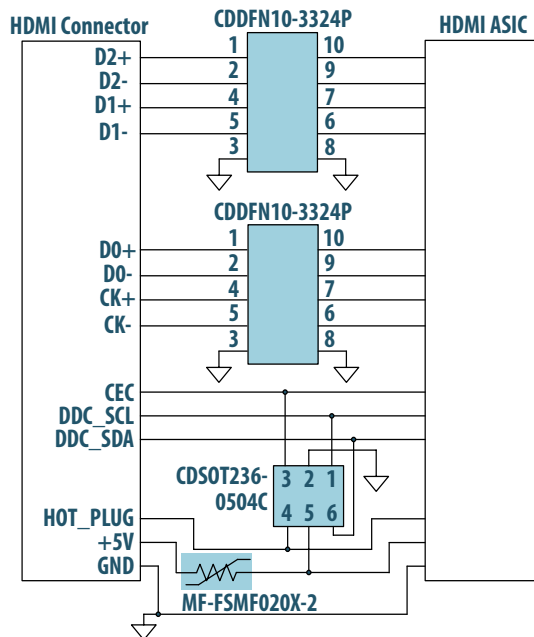 HDMI Connector
CDDFN10-3324P
HDMI ASIC
D2+ 1 10
D2- 2 9
D1+ 4 7
D1- 5 6
3 8
CDDFN10-3324P
D0+ 1 10
D0- 2 9
CK+ 4 7
CK- 5 6
3 8
CEC
DDC_SCL
DDC_SDA
CDSOT236-
0504C
3 2 1
4 5 6
HOT_PLUG
+5V
GND
MF-FSMF020X-2